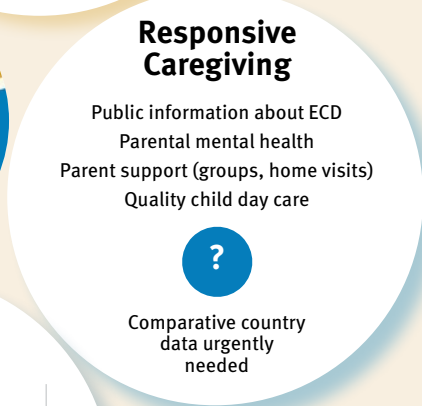 Responsive
Caregiving
Public information about ECD
Parental mental health
Parent support (groups, home visits)
Quality child day care
?
Comparative country
data urgently
needed